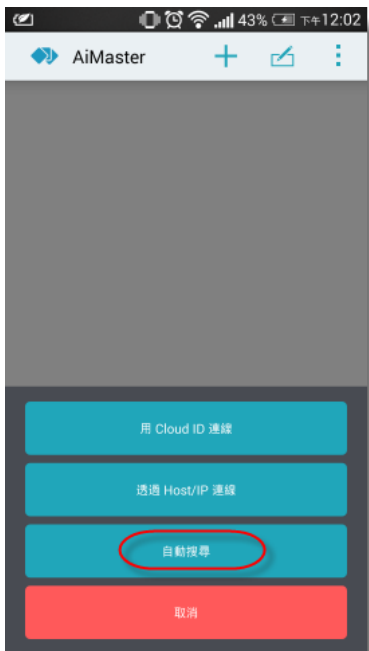 43% 下午12:02
AiMaster
用 Cloud ID 連線
透過 Host/IP 連線
自動搜尋
取消